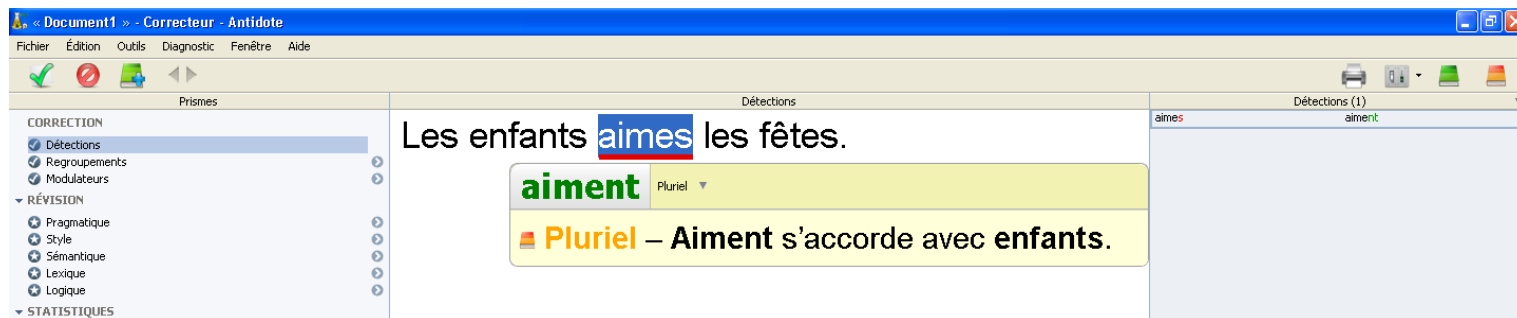 « Document1 » - Correcteur - Antidote
Fichier Édition Outils Diagnostic Fenêtre Aide
Prismes Détections Détections (1)
CORRECTION
Détections
Regroupements
Modulateurs
RÉVISION
Pragmatique
Style
Sémantique
Lexique
Logique
STATISTIQUES
Les enfants aimes les fêtes.
aiment Pluriel
Pluriel – Aiment s’accorde avec enfants.
aimes aiment